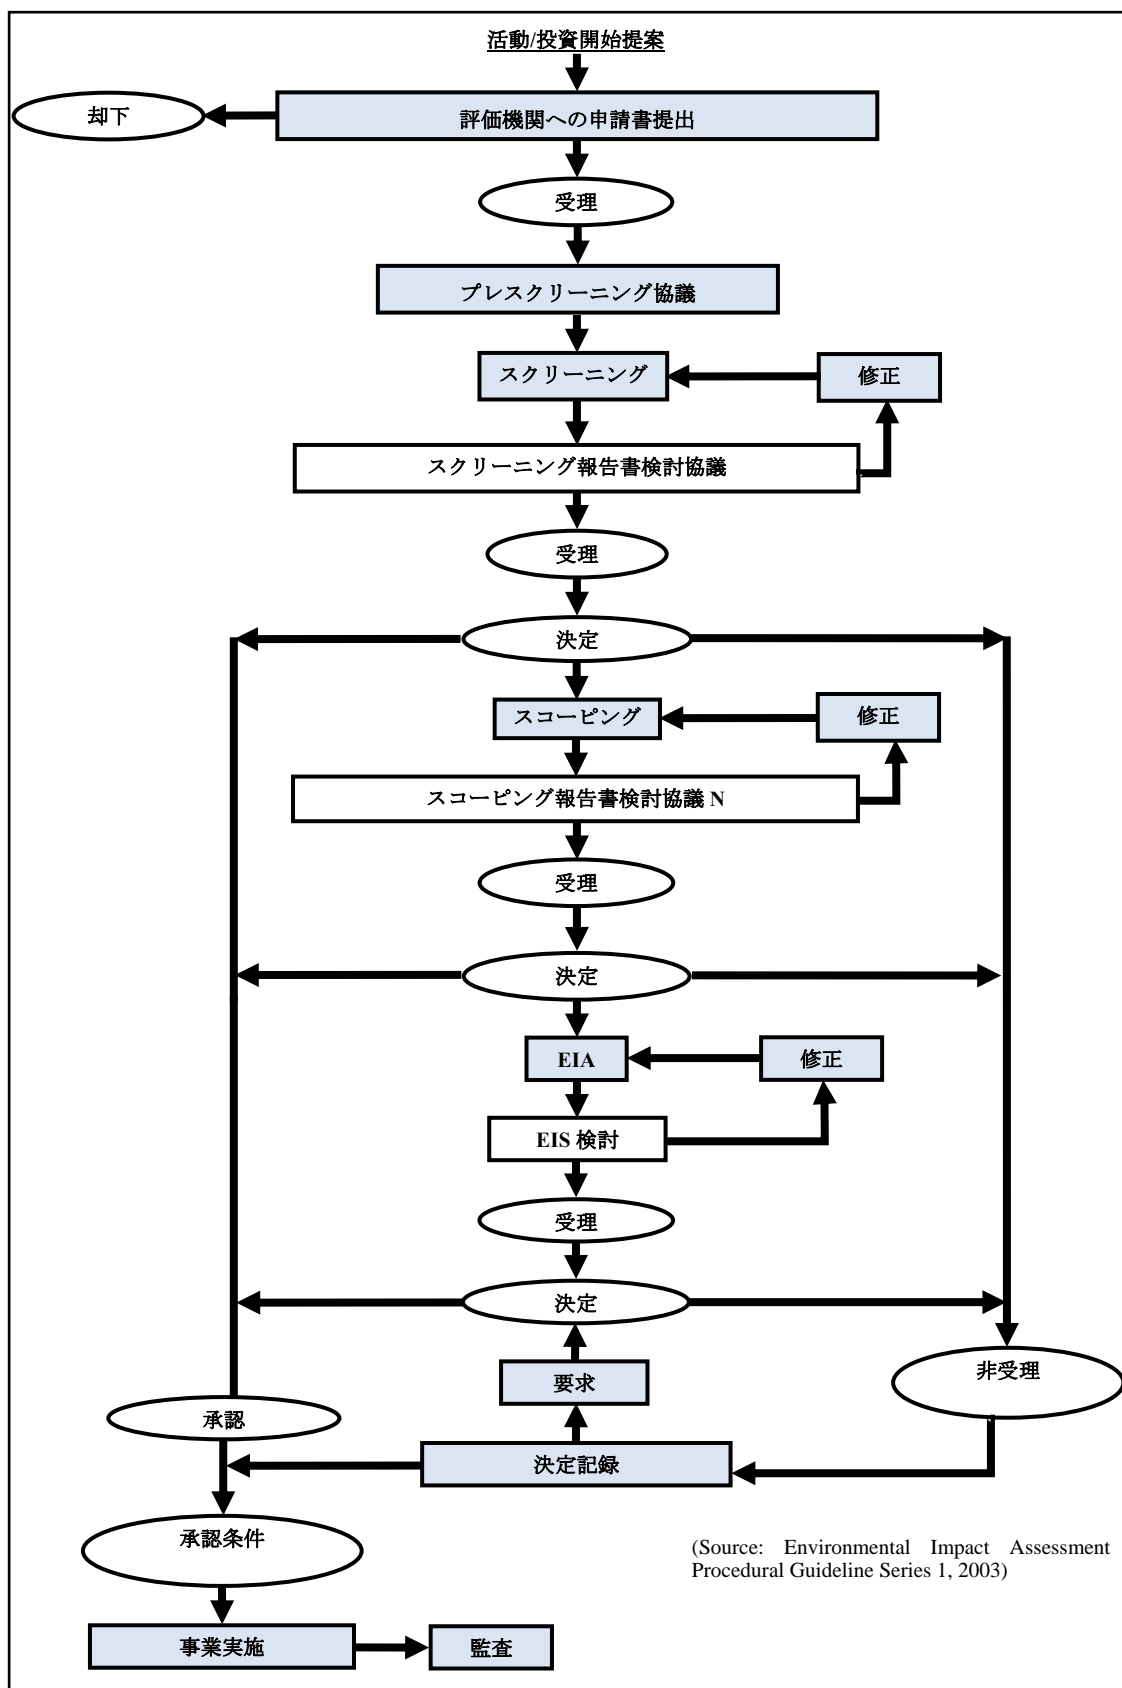 活動/投資開始提案
却下
評価機関への申請書提出
受理
プレスクリーニング協議
スクリーニング
修正
スクリーニング報告書検討協議
受理
決定
スコーピング
修正
スコーピング報告書検討協議 N
受理
決定
EIA
修正
EIS 検討
受理
決定
要求
非受理
承認
決定記録
承認条件
(Source: Environmental Impact Assessment
Procedural Guideline Series 1, 2003)
事業実施
監査